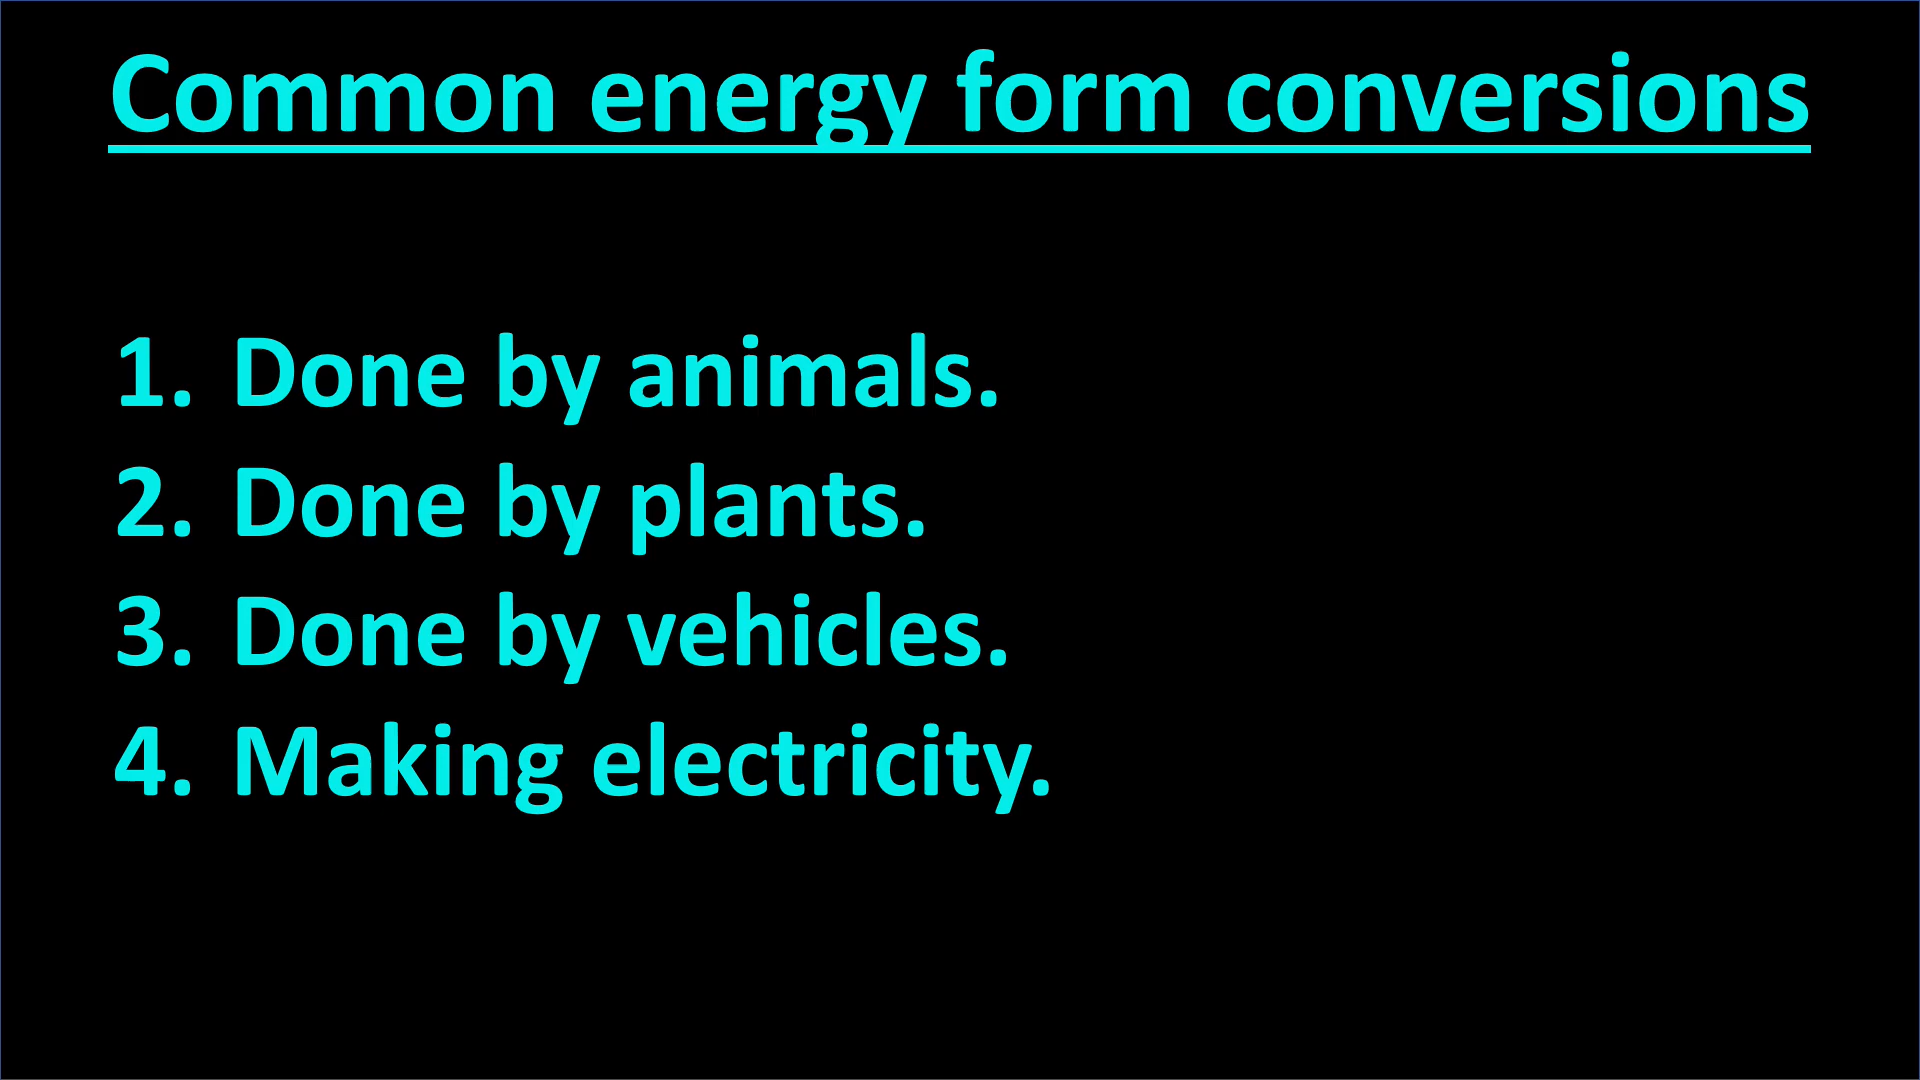 Common energy form conversions
1. Done by animals.
2. Done by plants.
3. Done by vehicles.
4. Making electricity.